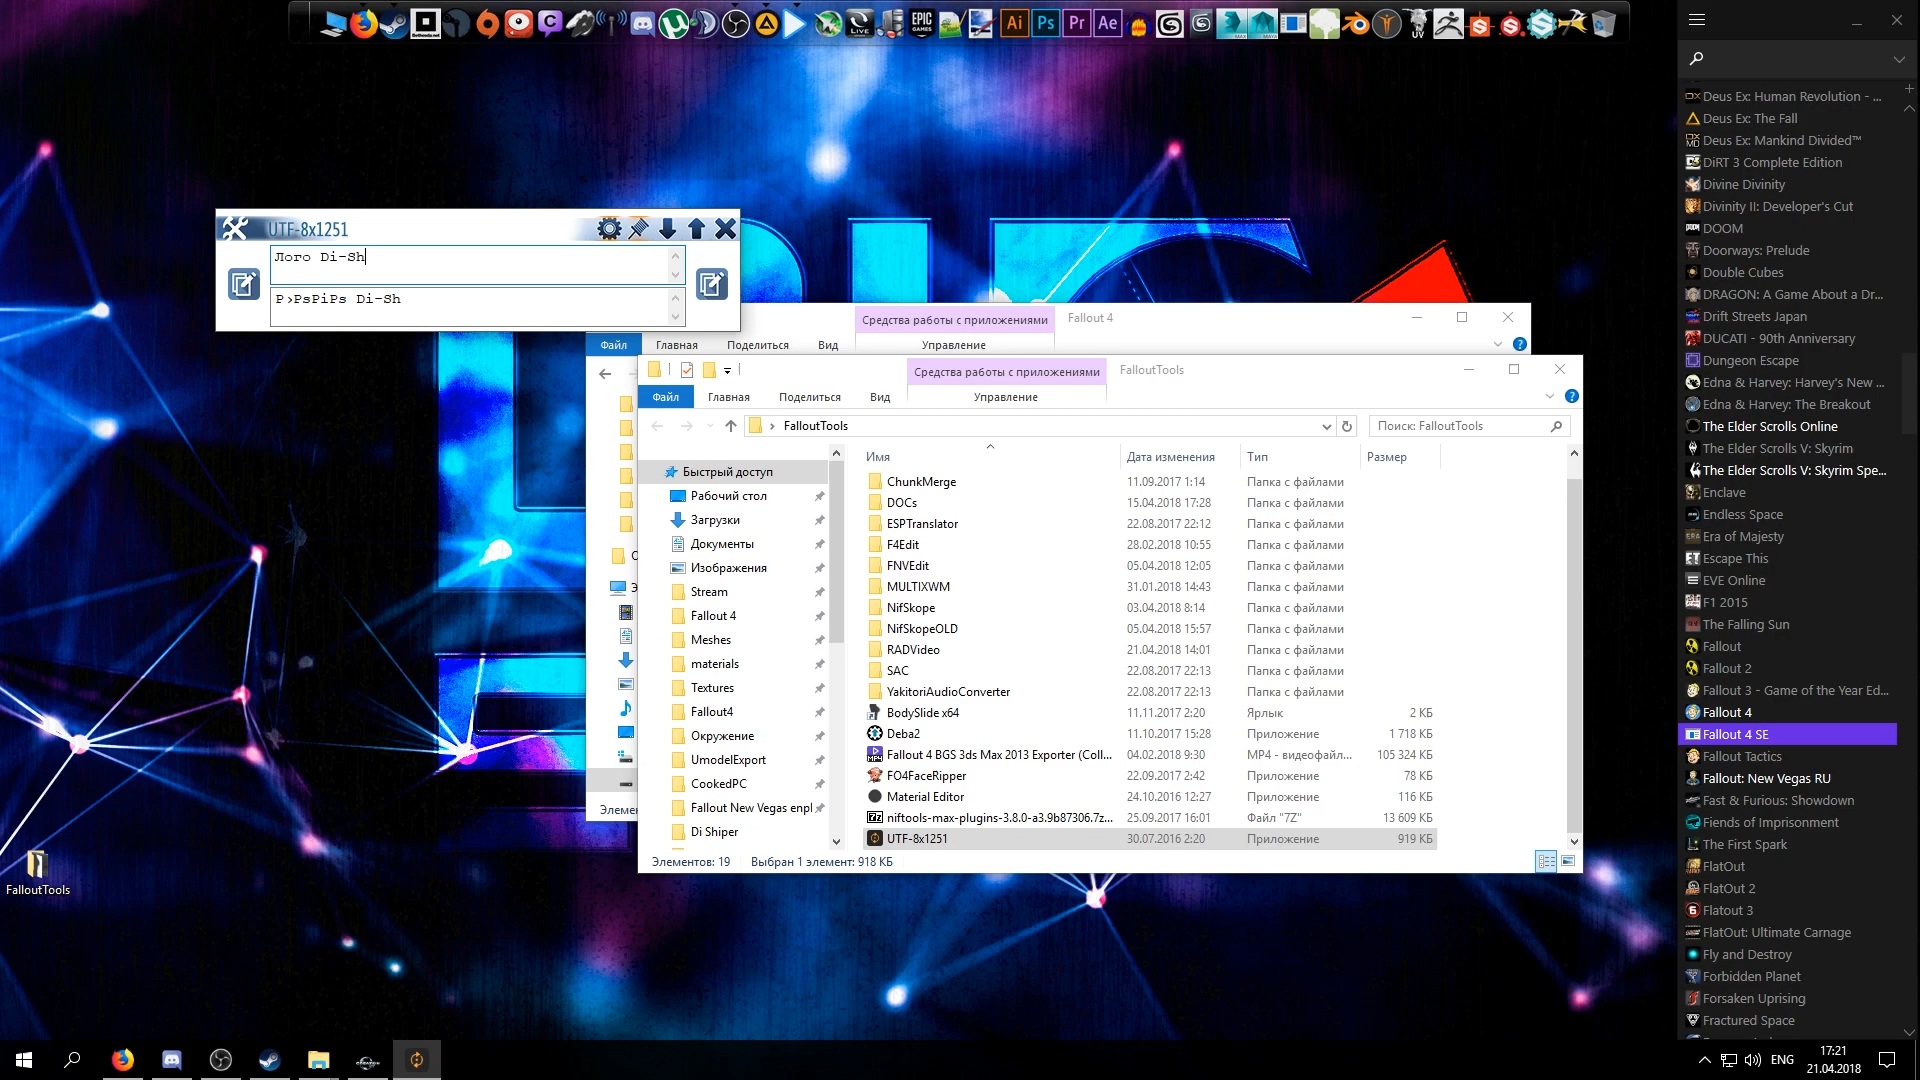 UTF-8x1251
Лого Di-Sh
Р›РѕРіРѕ Di-Sh
Средства работы с приложениями
Fallout 4
Файл
Главная
Поделиться
Вид
Управление
Средства работы с приложениями
FalloutTools
Файл
Главная
Поделиться
Вид
Управление
FalloutTools
Поиск: FalloutTools
Быстрый доступ
Рабочий стол
Загрузки
Документы
Изображения
Stream
Fallout 4
Meshes
materials
Textures
Fallout4
Окружение
UmodelExport
CookedPC
Fallout New Vegas enpl
Di Shiper
Имя Дата изменения Тип Размер
ChunkMerge 11.09.2017 1:14 Папка с файлами
DOCs 15.04.2018 17:28 Папка с файлами
ESPTranslator 22.08.2017 22:12 Папка с файлами
F4Edit 28.02.2018 10:55 Папка с файлами
FNVEdit 05.04.2018 12:05 Папка с файлами
MULTIXWM 31.01.2018 14:43 Папка с файлами
NifSkope 03.04.2018 8:14 Папка с файлами
NifSkopeOLD 05.04.2018 15:57 Папка с файлами
RADVideo 21.04.2018 14:01 Папка с файлами
SAC 22.08.2017 22:13 Папка с файлами
YakitoriAudioConverter 22.08.2017 22:13 Папка с файлами
BodySlide x64 11.11.2017 2:20 Ярлык 2 КБ
Deba2 11.10.2017 15:28 Приложение 1 718 КБ
Fallout 4 BGS 3ds Max 2013 Exporter (Coll... 04.02.2018 9:30 MP4 - видеофайл... 105 324 КБ
FO4FaceRipper 22.09.2017 2:42 Приложение 78 КБ
Material Editor 24.10.2016 12:27 Приложение 116 КБ
niftools-max-plugins-3.8.0-a3.9b87306.7z... 25.09.2017 16:01 Файл "7Z" 13 609 КБ
UTF-8x1251 30.07.2016 2:20 Приложение 919 КБ
Элементов: 19 Выбран 1 элемент: 918 КБ
Элемен
FalloutTools
Deus Ex: Human Revolution - ...
Deus Ex: The Fall
Deus Ex: Mankind Divided™
DiRT 3 Complete Edition
Divine Divinity
Divinity II: Developer's Cut
DOOM
Doorways: Prelude
Double Cubes
DRAGON: A Game About a Dr...
Drift Streets Japan
DUCATI - 90th Anniversary
Dungeon Escape
Edna & Harvey: Harvey's New ...
Edna & Harvey: The Breakout
The Elder Scrolls Online
The Elder Scrolls V: Skyrim
The Elder Scrolls V: Skyrim Spe...
Enclave
Endless Space
Era of Majesty
Escape This
EVE Online
F1 2015
The Falling Sun
Fallout
Fallout 2
Fallout 3 - Game of the Year Ed...
Fallout 4
Fallout 4 SE
Fallout Tactics
Fallout: New Vegas RU
Fast & Furious: Showdown
Fiends of Imprisonment
The First Spark
FlatOut
FlatOut 2
Flatout 3
FlatOut: Ultimate Carnage
Fly and Destroy
Forbidden Planet
Forsaken Uprising
Fractured Space
ENG
17:21
21.04.2018